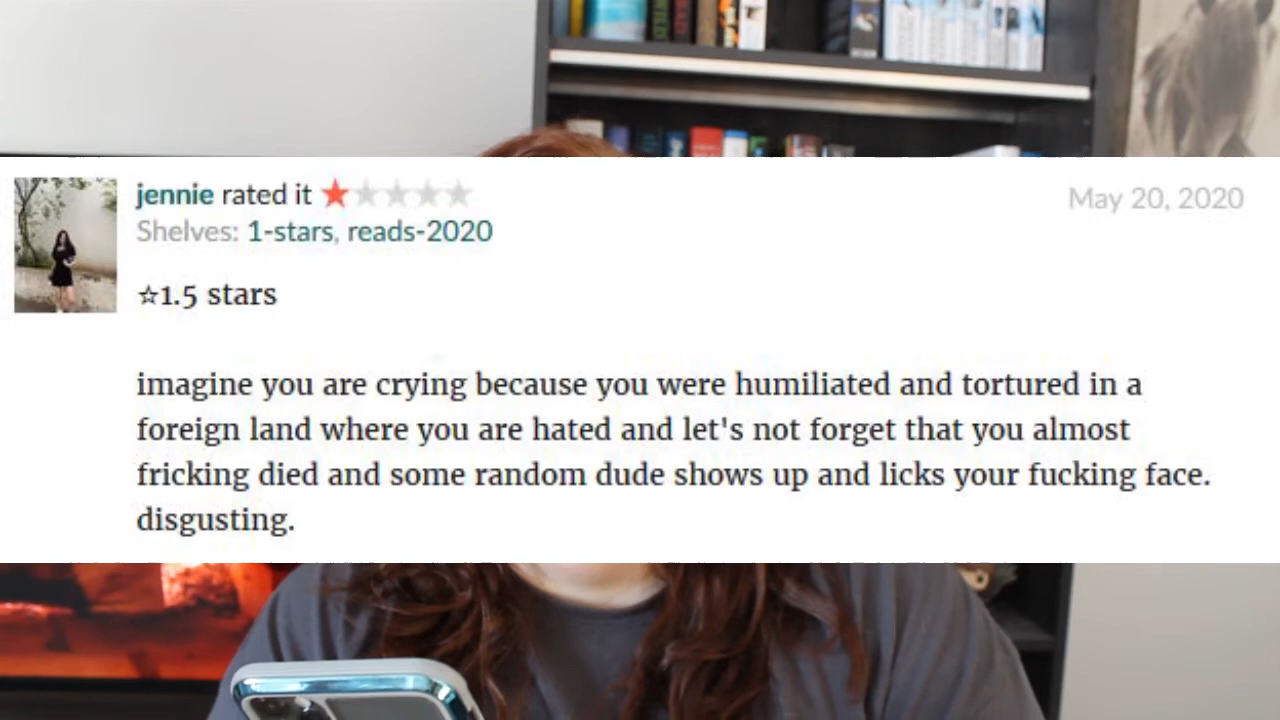 jennie rated it ★★★★★
May 20, 2020
Shelves: 1-stars, reads-2020
☆1.5 stars
imagine you are crying because you were humiliated and tortured in a
foreign land where you are hated and let's not forget that you almost
fricking died and some random dude shows up and licks your fucking face.
disgusting.